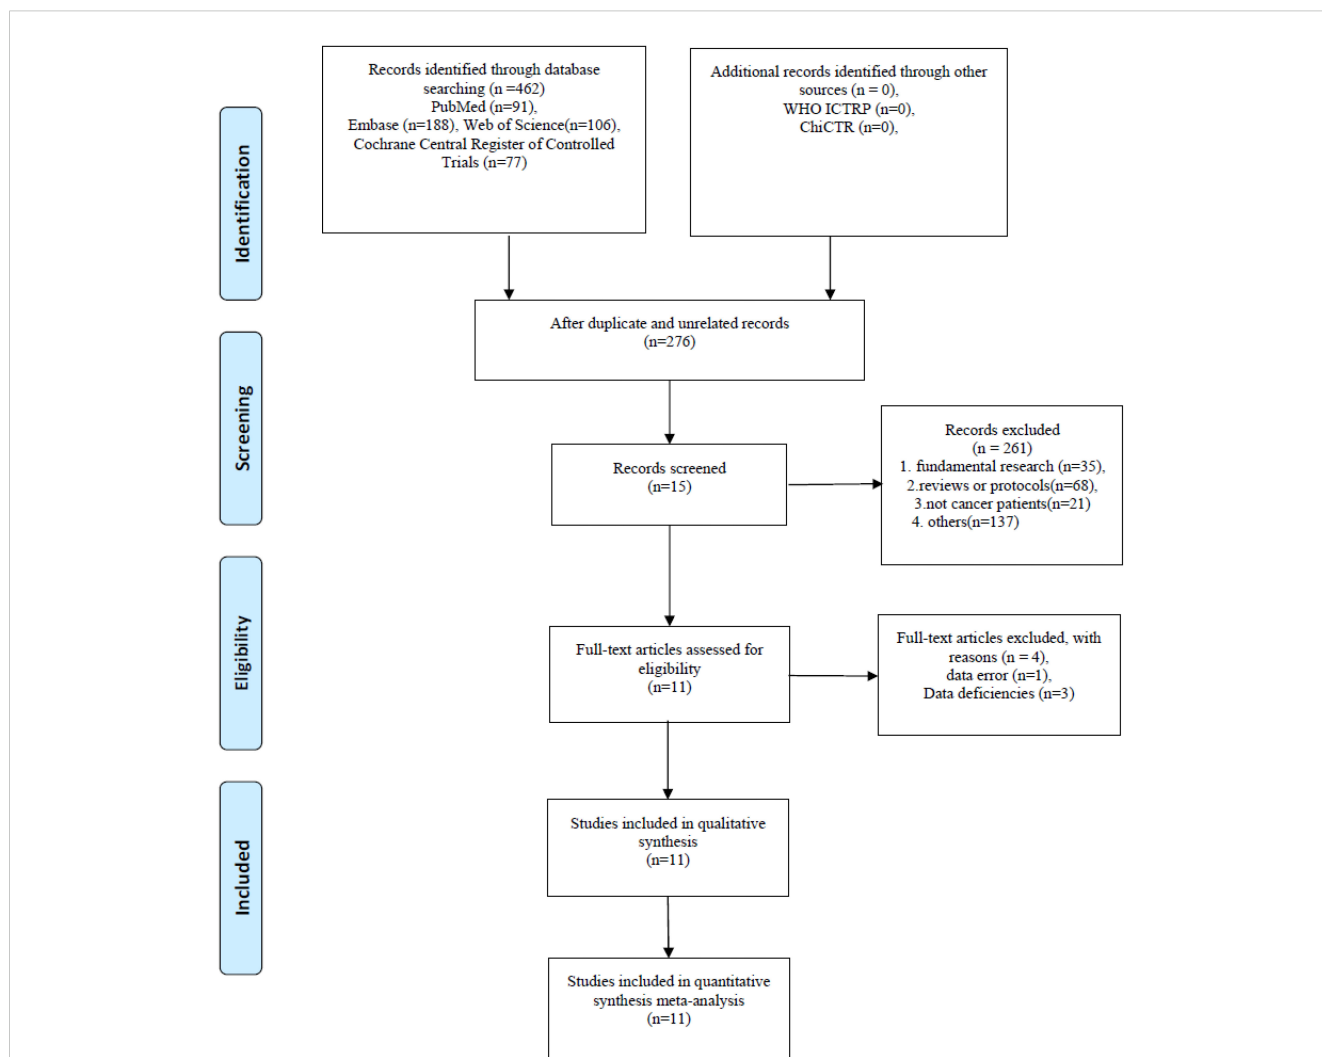 Records identified through database
searching (n =462)
PubMed (n=91),
Embase (n=188), Web of Science(n=106),
Cochrane Central Register of Controlled
Trials (n=77)
Additional records identified through other
sources (n = 0),
WHO ICTRP (n=0),
ChiCTR (n=0),
Identification
After duplicate and unrelated records
(n=276)
Screening
Records screened
(n=15)
Records excluded
(n = 261)
1. fundamental research (n=35),
2.reviews or protocols(n=68),
3.not cancer patients(n=21)
4. others(n=137)
Eligibility
Full-text articles assessed for
eligibility
(n=11)
Full-text articles excluded, with
reasons (n = 4),
data error (n=1),
Data deficiencies (n=3)
Included
Studies included in qualitative
synthesis
(n=11)
Studies included in quantitative
synthesis meta-analysis
(n=11)